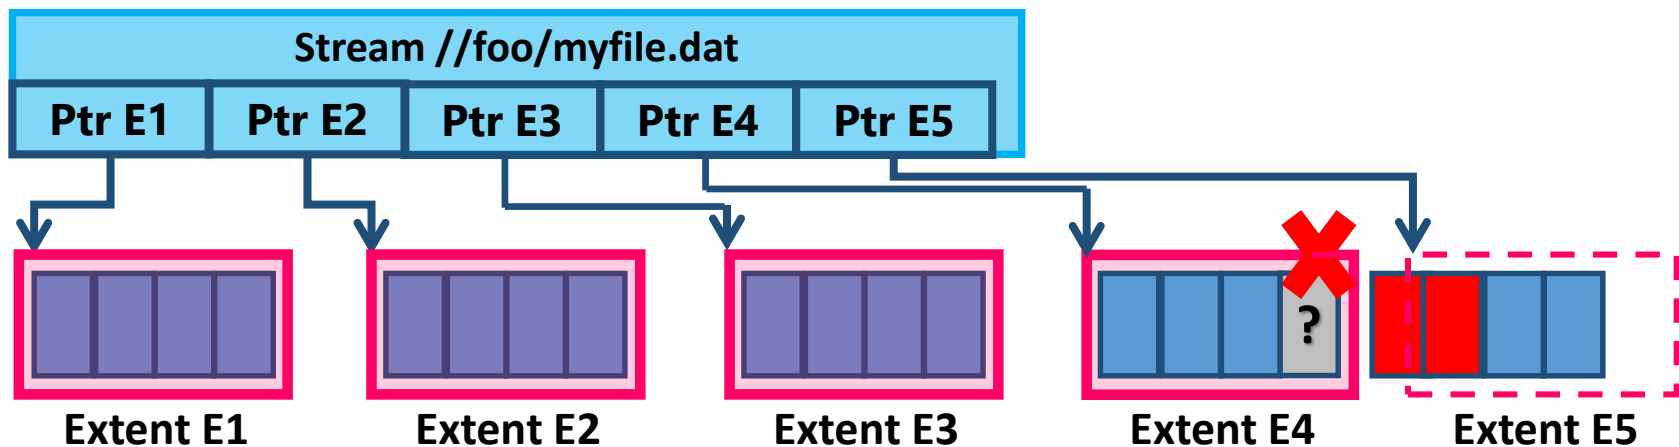 Stream //foo/myfile.dat
Ptr E1 Ptr E2 Ptr E3 Ptr E4 Ptr E5
?
Extent E1 Extent E2 Extent E3 Extent E4 Extent E5